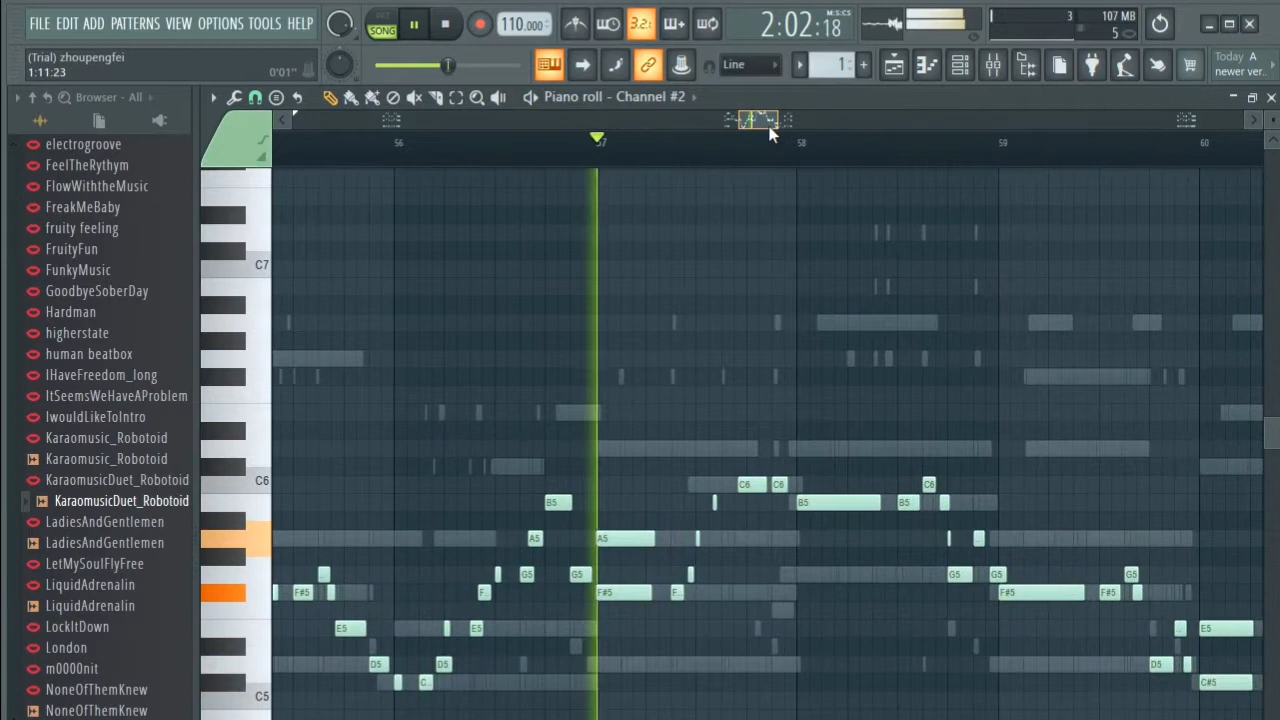 FILE EDIT ADD PATTERNS VIEW OPTIONS TOOLS HELP
PAT
SONG
110.000
3.2:
2:02:18
M:S:CS
3
107 MB
5
(Trial) zhoupengfei
1:11:23
0'01"
Line
1
Today A
newer ver..
Browser - All
Piano roll - Channel #2
56
57
58
59
60
electrogroove
FeelTheRythym
FlowWiththeMusic
FreakMeBaby
fruity feeling
FruityFun
FunkyMusic
GoodbyeSoberDay
Hardman
higherstate
human beatbox
IHaveFreedom_long
ItSeemsWeHaveAProblem
IwouldLikeToIntro
Karaomusic_Robotoid
Karaomusic_Robotoid
KaraomusicDuet_Robotoid
KaraomusicDuet_Robotoid
LadiesAndGentlemen
LadiesAndGentlemen
LetMySoulFlyFree
LiquidAdrenalin
LiquidAdrenalin
LockItDown
London
m0000nit
NoneOfThemKnew
NoneOfThemKnew
C7
C6
C5
C6 C6 C6
B5 B5 B5
A5 A5
G5 G5 G5 G5 G5
F#5 F.. F#5 F.. F#5 F#5
E5 E5 E5
D5 D5 D5
C.. C#5